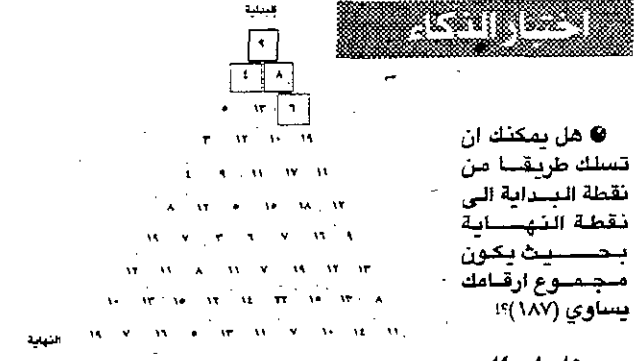 اختبار الذكاء
● هل يمكنك ان
تسلك طريقا من
نقطة البداية الى
نقطة النهاية
بحيث يكون
مجموع ارقامك
يساوي (١٨٧)؟!
البداية
٩
٤ ٨
٥ ١٣ ٦
٣ ١٢ ١٠ ١٩
٤ ٩ ١١ ١٧ ١٤
٨ ١٢ ٥ ١٥ ١٨ ١٢
١٩ ٧ ٣ ٦ ٧ ١٦ ٩
١٢ ١١ ٨ ١١ ٧ ١٩ ١٢ ١٣
١٠ ١٣ ١٥ ١٢ ١٤ ٢٢ ١٥ ١٣ ٨
النهاية ١٩ ٧ ١٦ ٥ ١٣ ١١ ٧ ١٠ ١٤ ١١